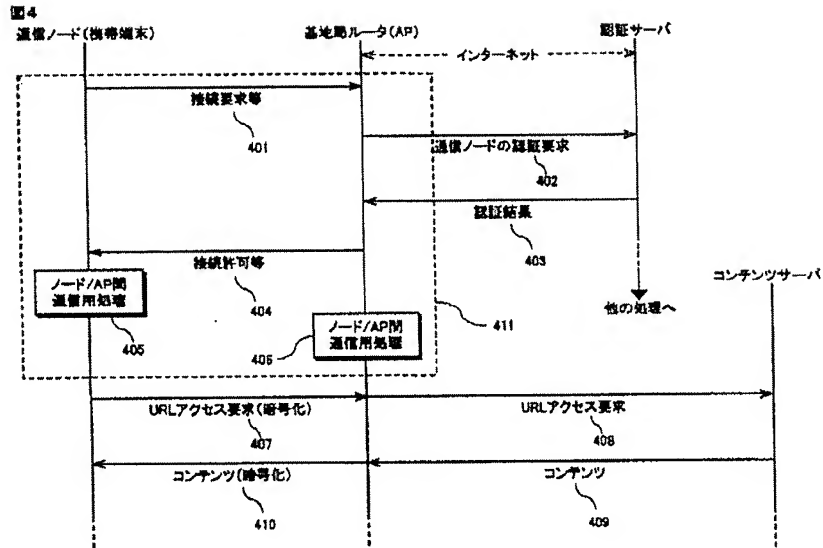 図4
通信ノード(携帯端末)
基地局ルータ(AP)
認証サーバ
インターネット
接続要求等
401
通信ノードの認証要求
402
認証結果
403
接続許可等
404
コンテンツサーバ
ノード/AP間
通信用処理
405
他の処理へ
411
ノード/AP間
通信用処理
406
URLアクセス要求(暗号化)
407
URLアクセス要求
408
コンテンツ(暗号化)
410
コンテンツ
409